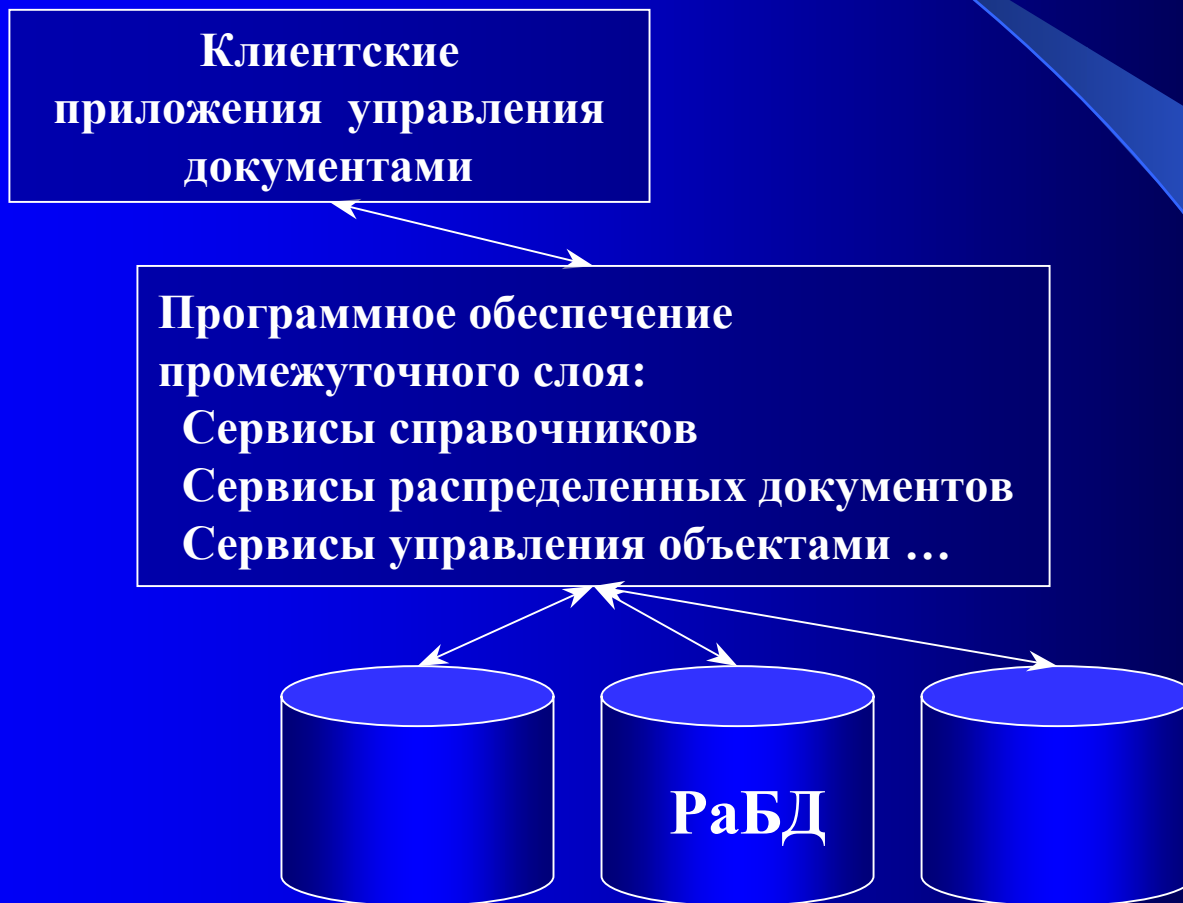 Клиентские
приложения управления
документами
Программное обеспечение
промежуточного слоя:
Сервисы справочников
Сервисы распределенных документов
Сервисы управления объектами …
РаБД